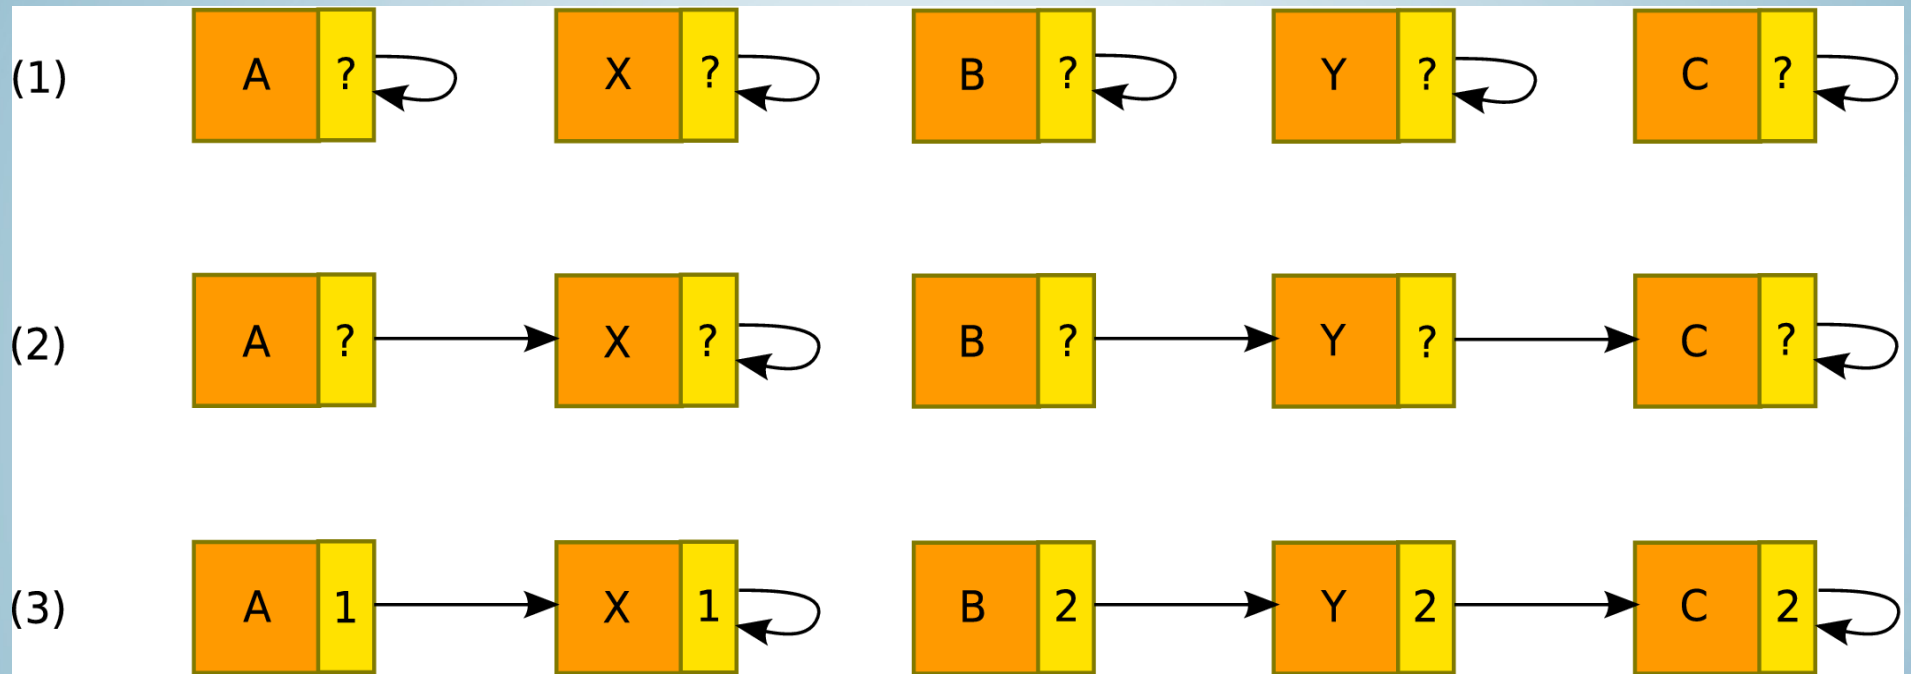 (1) A ? X ? B ? Y ? C ?
(2) A ? X ? B ? Y ? C ?
(3) A 1 X 1 B 2 Y 2 C 2